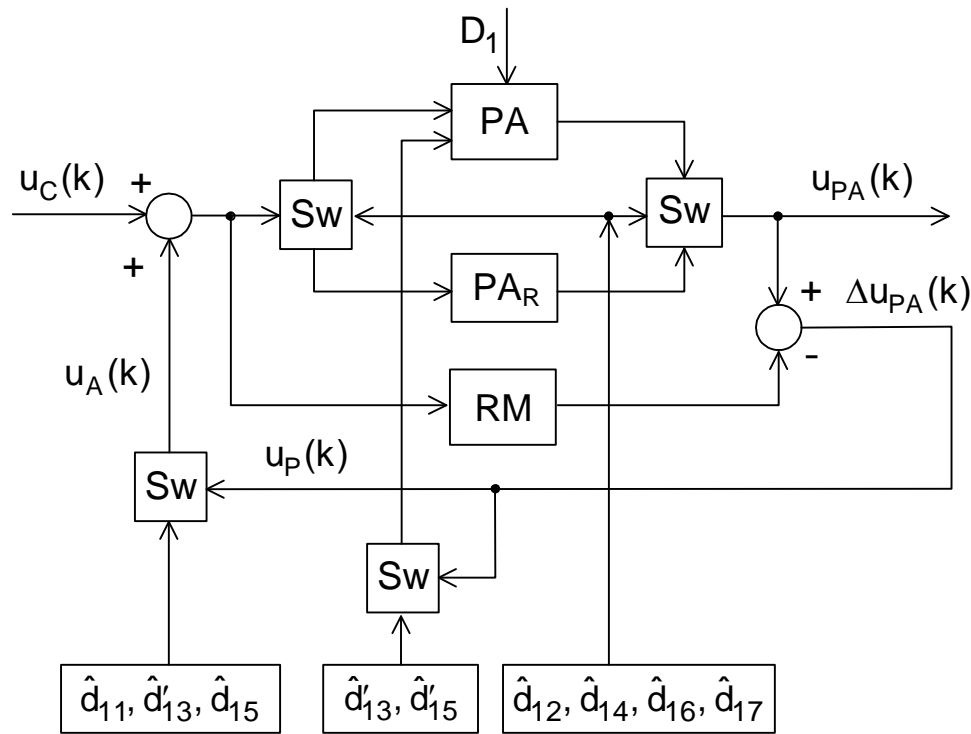 D₁
PA
u_C(k)
+
+
Sw
Sw
u_PA(k)
PA_R
+
-
Δu_PA(k)
u_A(k)
RM
u_P(k)
Sw
Sw
d̂₁₁, d̂'₁₃, d̂₁₅
d̂'₁₃, d̂'₁₅
d̂₁₂, d̂₁₄, d̂₁₆, d̂₁₇